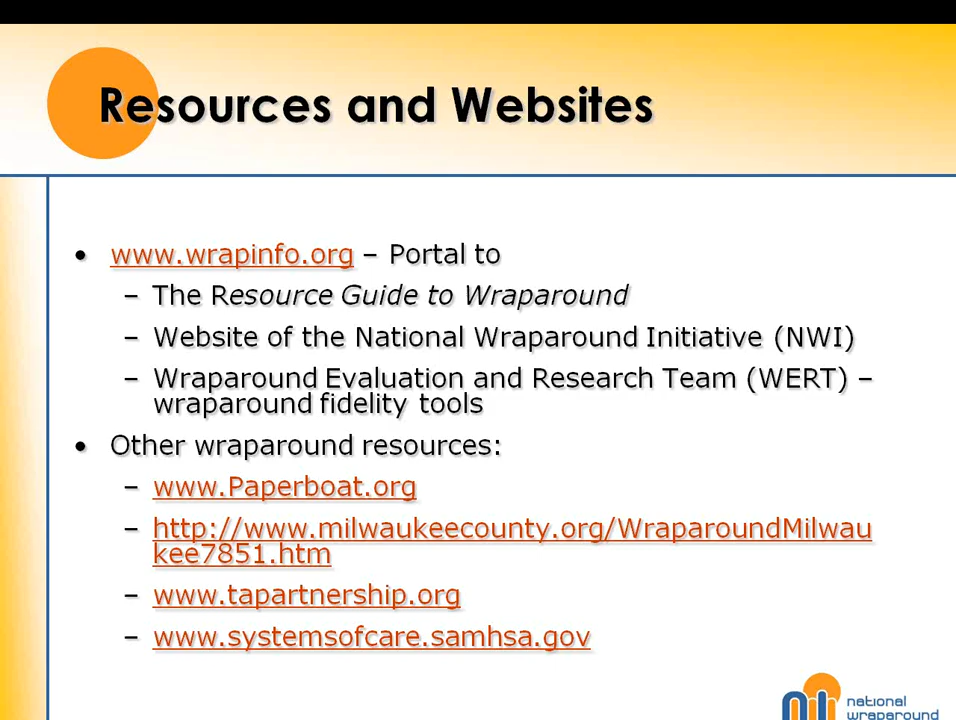 Resources and Websites
• www.wrapinfo.org – Portal to
– The Resource Guide to Wraparound
– Website of the National Wraparound Initiative (NWI)
– Wraparound Evaluation and Research Team (WERT) –
wraparound fidelity tools
• Other wraparound resources:
– www.Paperboat.org
– http://www.milwaukeecounty.org/WraparoundMilwau
kee7851.htm
– www.tapartnership.org
– www.systemsofcare.samhsa.gov
national
wraparound